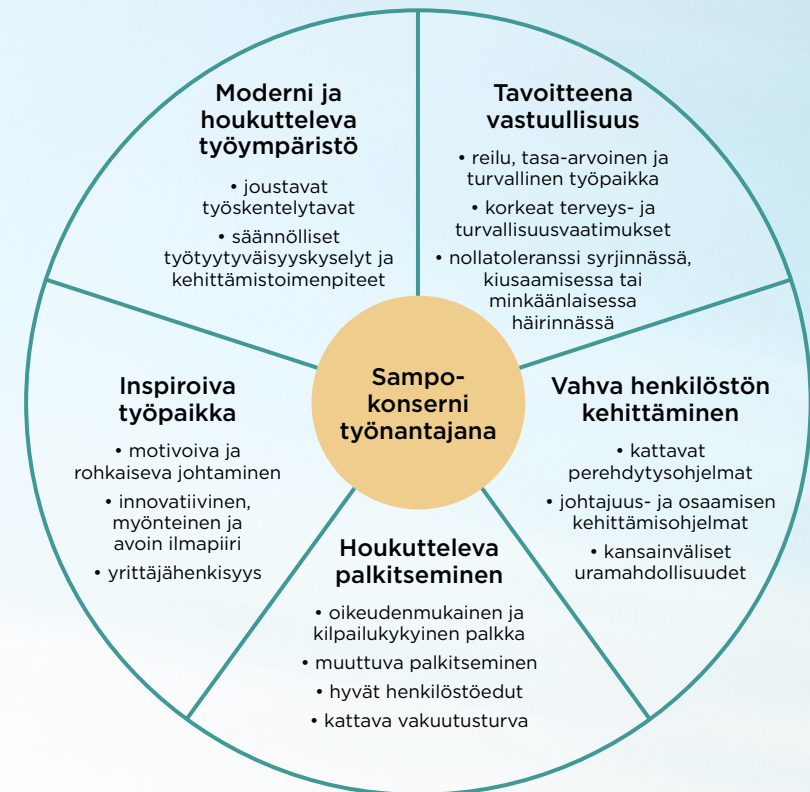 Moderni ja
houkutteleva
työympäristö
• joustavat
työskentelytavat
• säännölliset
työtyytyväisyyskyselyt ja
kehittämistoimenpiteet
Tavoitteena
vastuullisuus
• reilu, tasa-arvoinen ja
turvallinen työpaikka
• korkeat terveys- ja
turvallisuusvaatimukset
• nollatoleranssi syrjinnässä,
kiusaamisessa tai
minkäänlaisessa
häirinnässä
Sampo-
konserni
työnantajana
Inspiroiva
työpaikka
• motivoiva ja
rohkaiseva johtaminen
• innovatiivinen,
myönteinen ja
avoin ilmapiiri
• yrittäjähenkisyys
Vahva henkilöstön
kehittäminen
• kattavat
perehdytysohjelmat
• johtajuus- ja osaamisen
kehittämisohjelmat
• kansainväliset
uramahdollisuudet
Houkutteleva
palkitseminen
• oikeudenmukainen ja
kilpailukykyinen palkka
• muuttuva palkitseminen
• hyvät henkilöstöedut
• kattava vakuutusturva